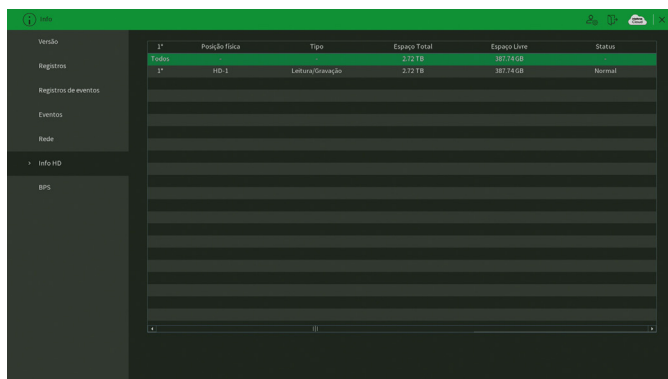 Info
Versão
Registros
Registros de eventos
Eventos
Rede
Info HD
BPS
1* Posição física Tipo Espaço Total Espaço Livre Status
Todos - - 2.72 TB 387.74 GB -
1* HD-1 Leitura/Gravação 2.72 TB 387.74 GB Normal